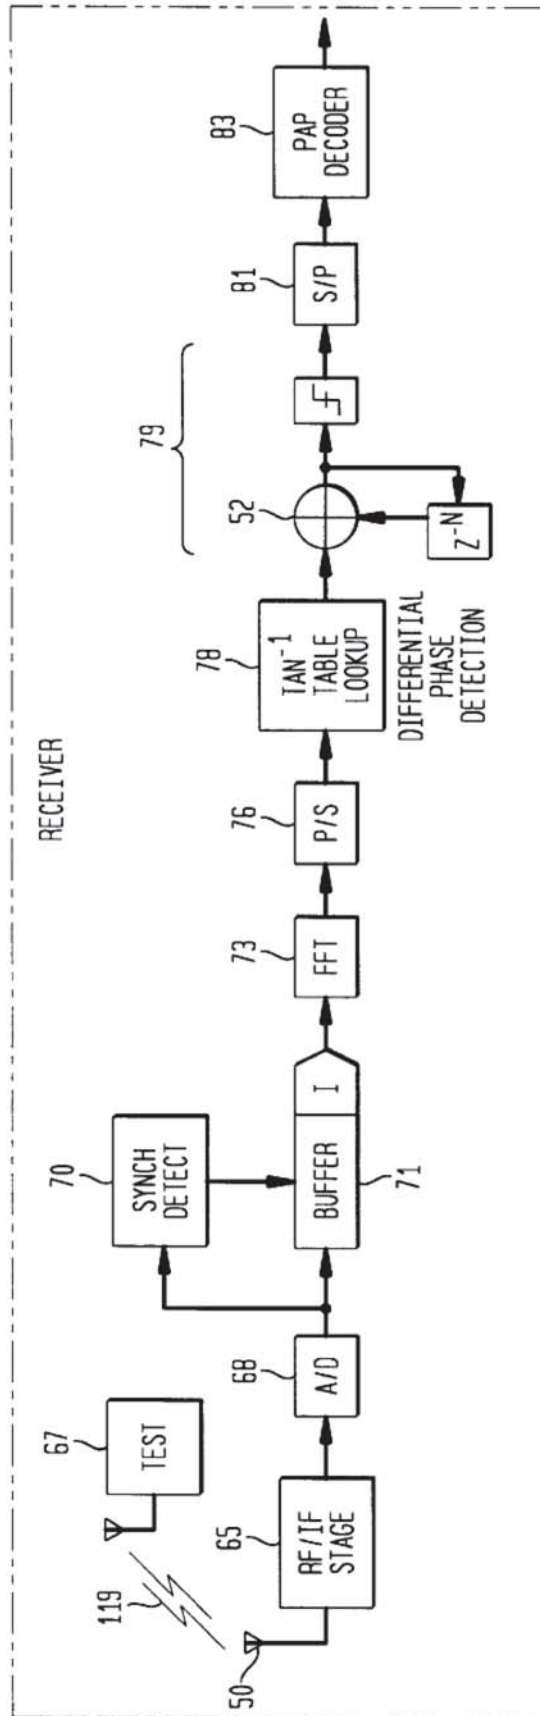 RECEIVER
119
67
TEST
50
65
RF/IF
STAGE
68
A/D
70
SYNCH
DETECT
BUFFER
I
71
73
FFT
76
P/S
78
TAN-1
TABLE
LOOKUP
DIFFERENTIAL
PHASE
DETECTION
79
52
Z-N
81
S/P
83
PAP
DECODER